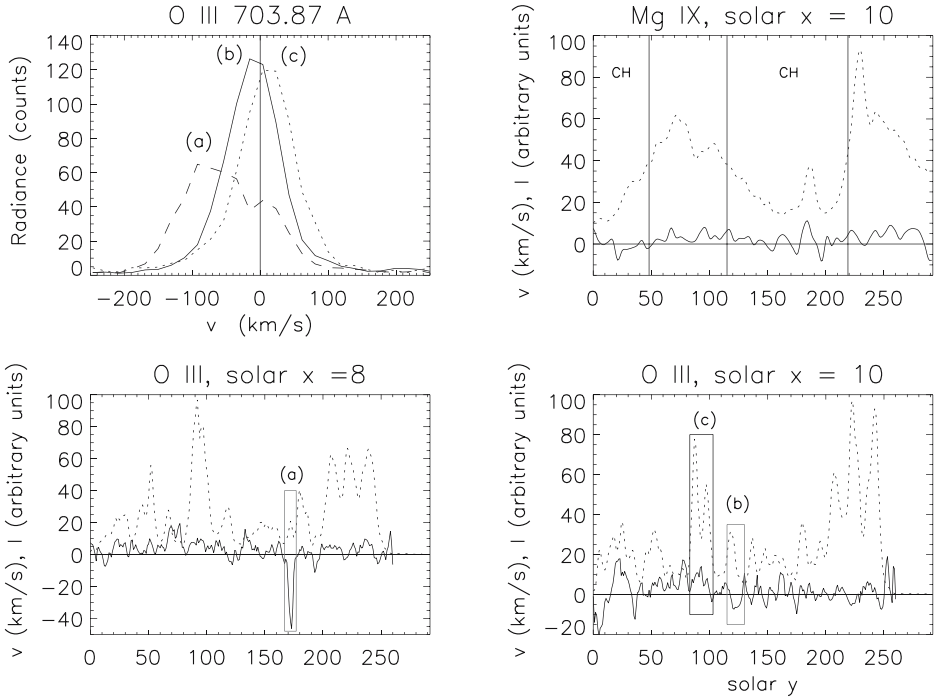 O III 703.87 A
Radiance (counts)
140
120
100
80
60
40
20
0
(a)
(b)
(c)
−200
−100
0
100
200
v (km/s)
Mg IX, solar x = 10
v (km/s), I (arbitrary units)
100
80
60
40
20
0
CH
CH
0
50
100
150
200
250
O III, solar x =8
v (km/s), I (arbitrary units)
100
80
60
40
20
0
−20
−40
(a)
0
50
100
150
200
250
O III, solar x = 10
v (km/s), I (arbitrary units)
100
80
60
40
20
0
−20
(c)
(b)
0
50
100
150
200
250
solar y